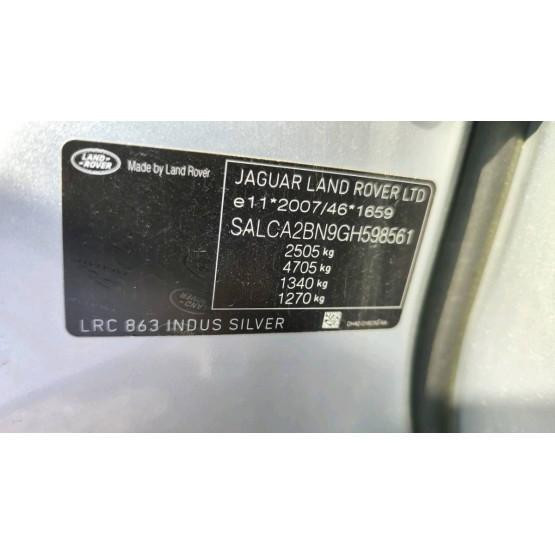 LAND
ROVER
Made by Land Rover
JAGUAR LAND ROVER LTD
e11*2007/46*1659
SALCA2BN9GH598561
2505 kg
4705 kg
1340 kg
1270 kg
LRC 863 INDUS SILVER